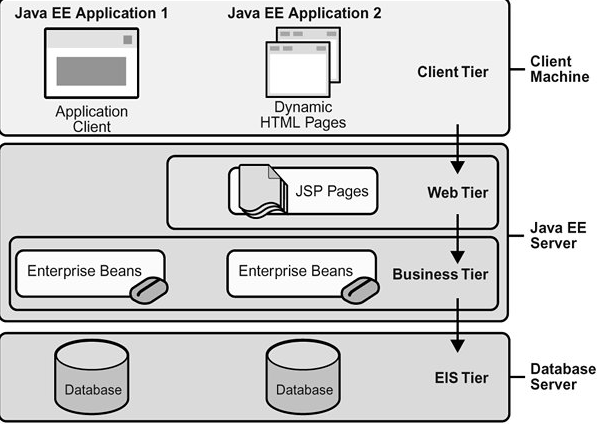 Java EE Application 1
Java EE Application 2
Application
Client
Dynamic
HTML Pages
Client Tier
Client
Machine
JSP Pages
Web Tier
Java EE
Server
Enterprise Beans
Enterprise Beans
Business Tier
Database
Database
EIS Tier
Database
Server